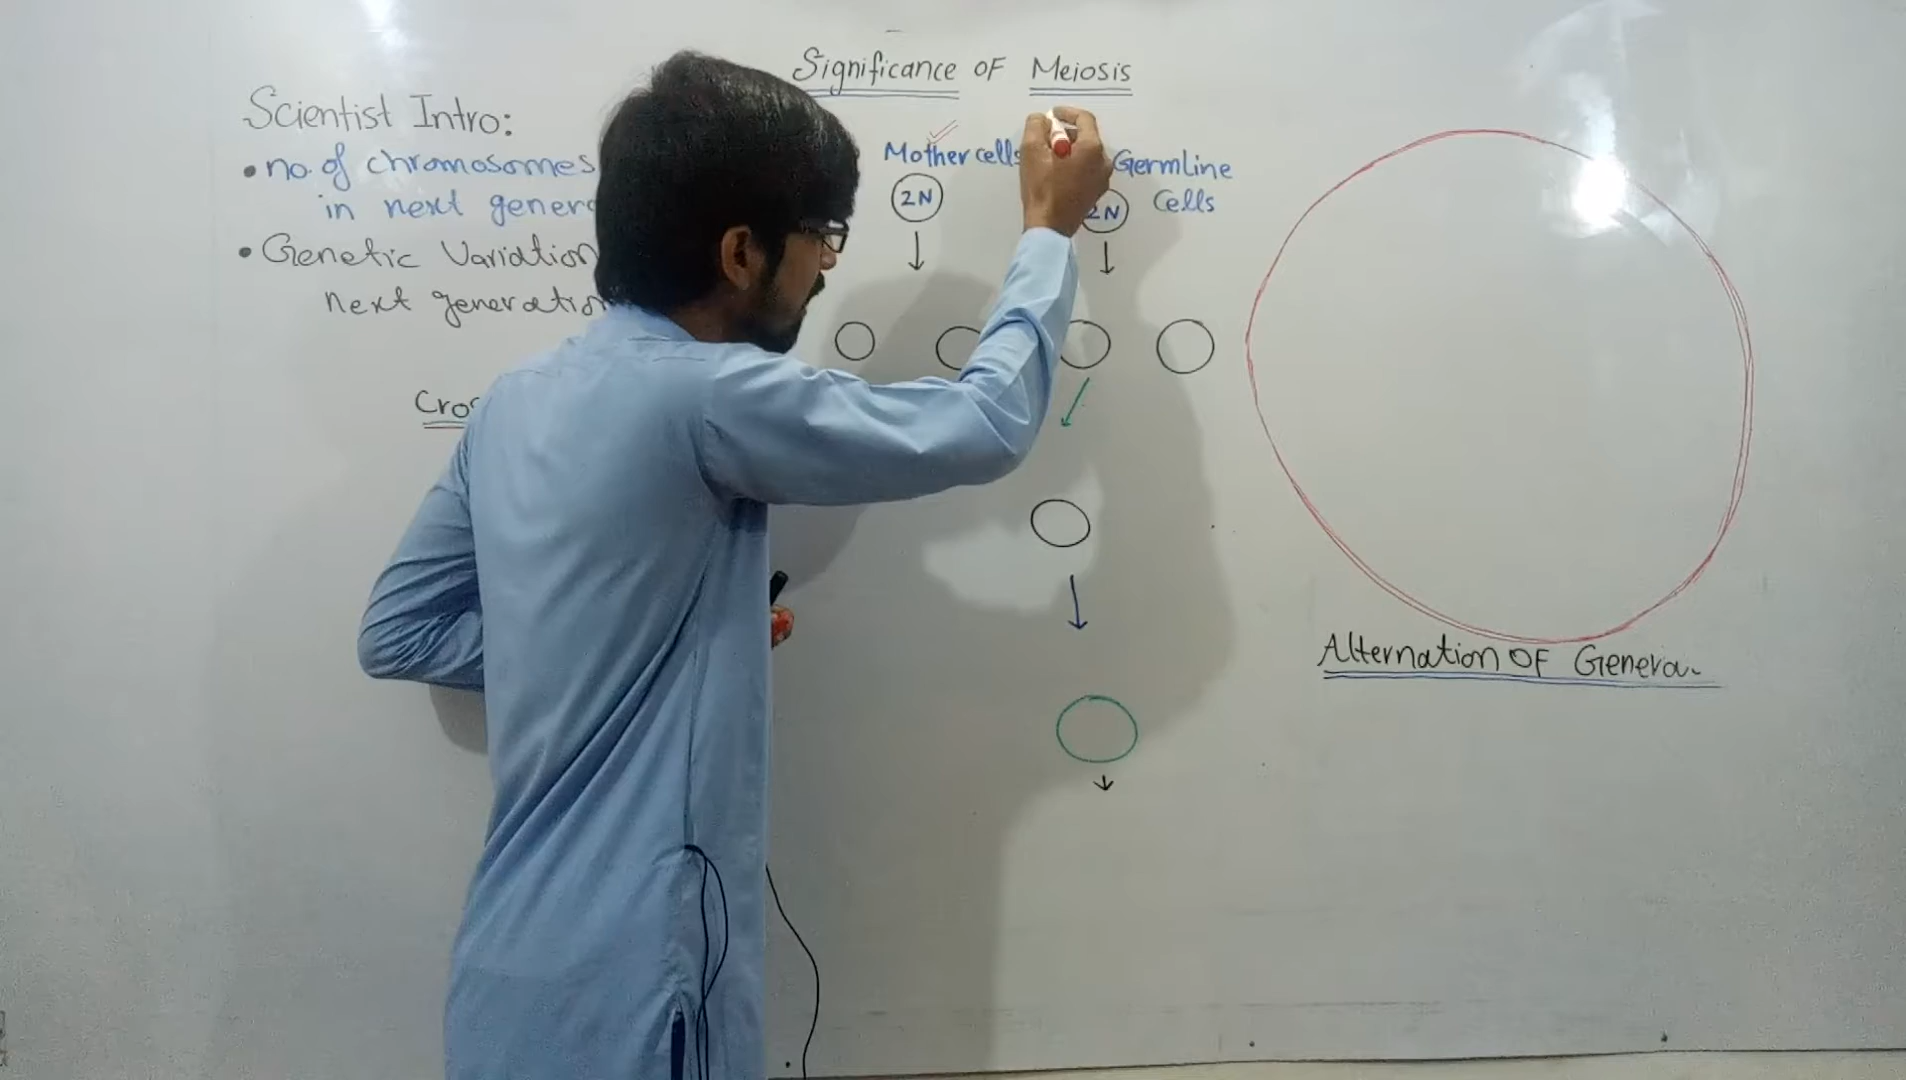 Significance OF Meiosis
Scientist Intro:
• no. of chromosomes
in next genera
• Genetic Variation
next generation
Cros
Mother cells
2N
Germline
Cells
2N
Alternation OF Genera